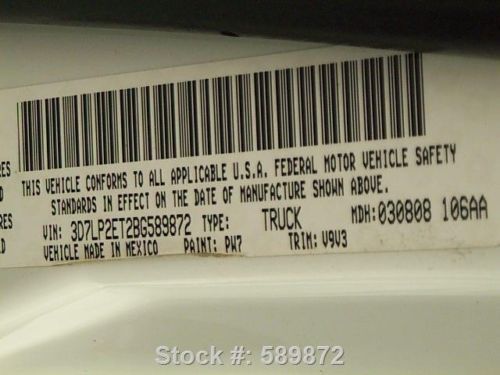 THIS VEHICLE CONFORMS TO ALL APPLICABLE U.S.A. FEDERAL MOTOR VEHICLE SAFETY
STANDARDS IN EFFECT ON THE DATE OF MANUFACTURE SHOWN ABOVE.
VIN: 3D7LP2ET2BG589872 TYPE: TRUCK MDH:030808 106AA
VEHICLE MADE IN MEXICO PAINT: PW7 TRIM: V9V3
Stock #: 589872